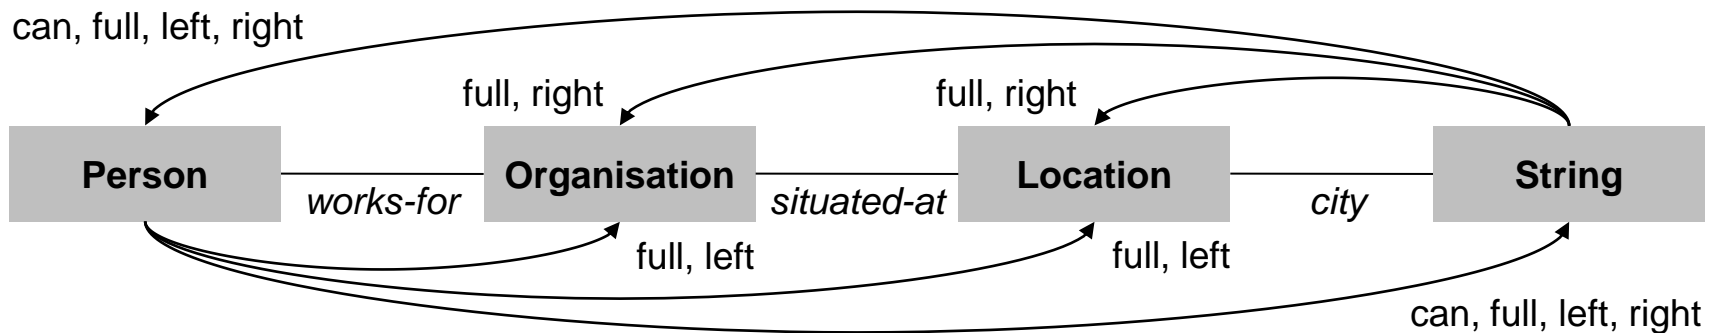 can, full, left, right
full, right
full, right
Person
Organisation
Location
String
works-for
situated-at
city
full, left
full, left
can, full, left, right